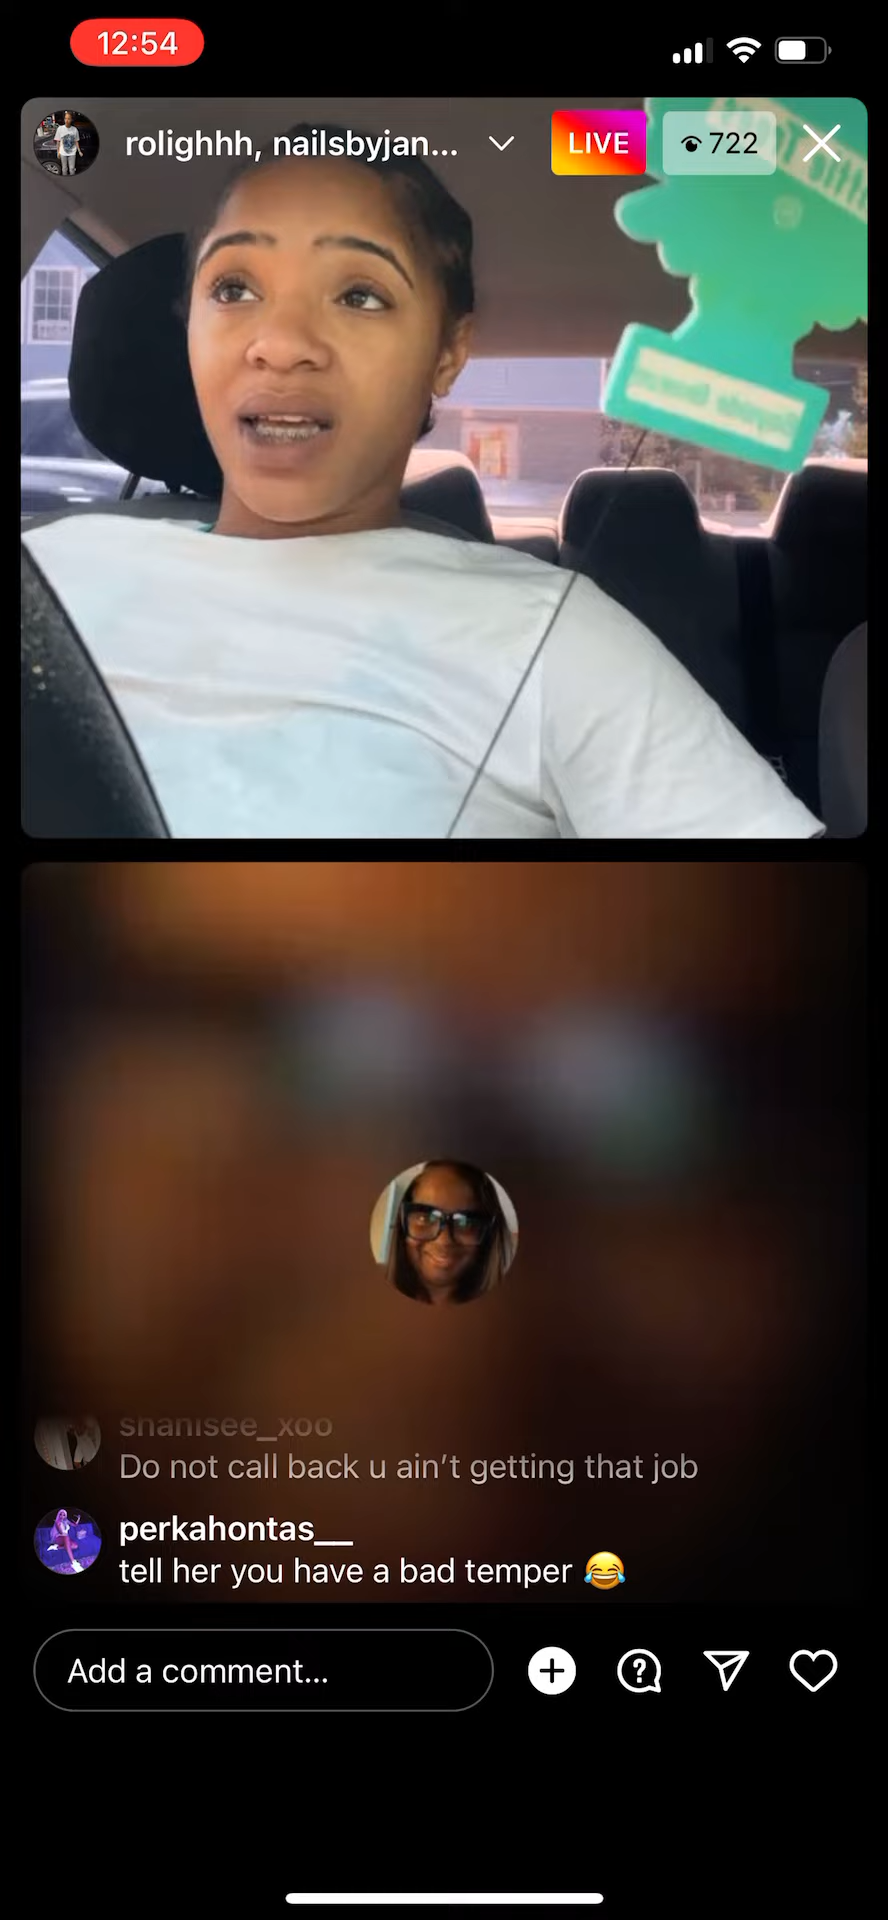 12:54
rolighhh, nailsbyjan...
LIVE
722
shanisee_xoo
Do not call back u ain't getting that job
perkahontas__
tell her you have a bad temper 😂
Add a comment...